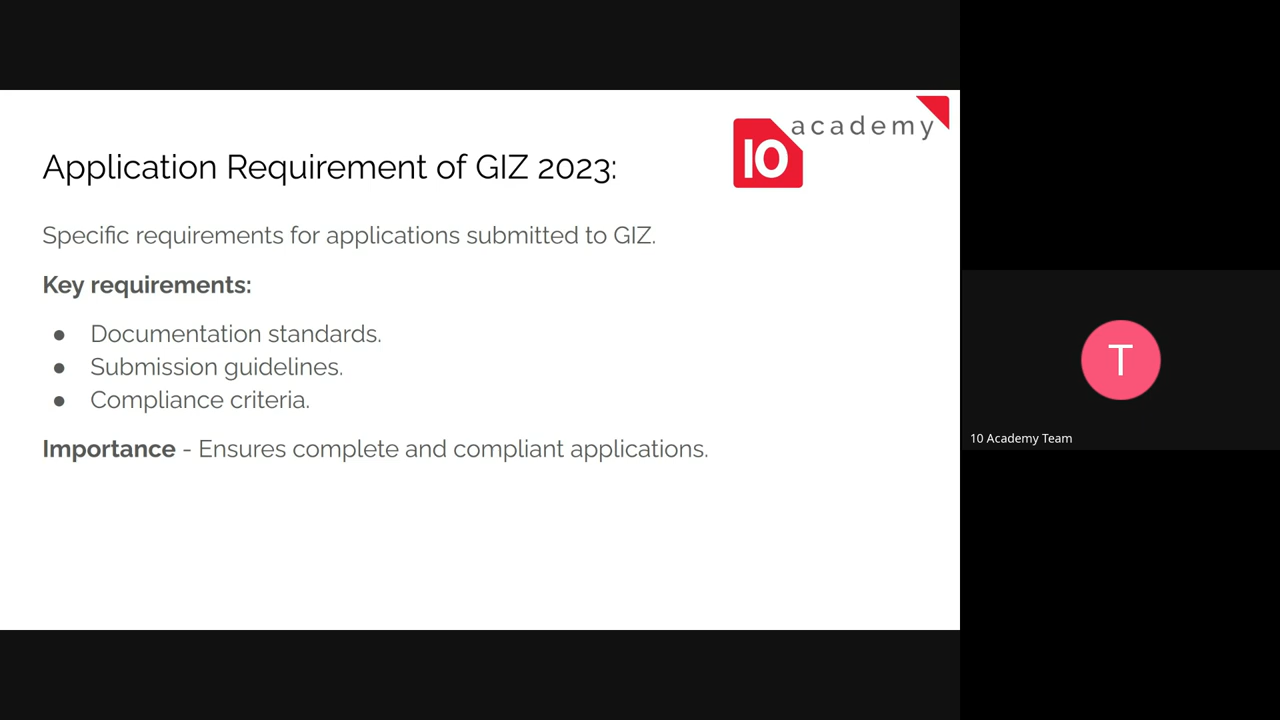 academy
10
Application Requirement of GIZ 2023:
Specific requirements for applications submitted to GIZ.
Key requirements:
● Documentation standards.
● Submission guidelines.
● Compliance criteria.
Importance - Ensures complete and compliant applications.
T
10 Academy Team